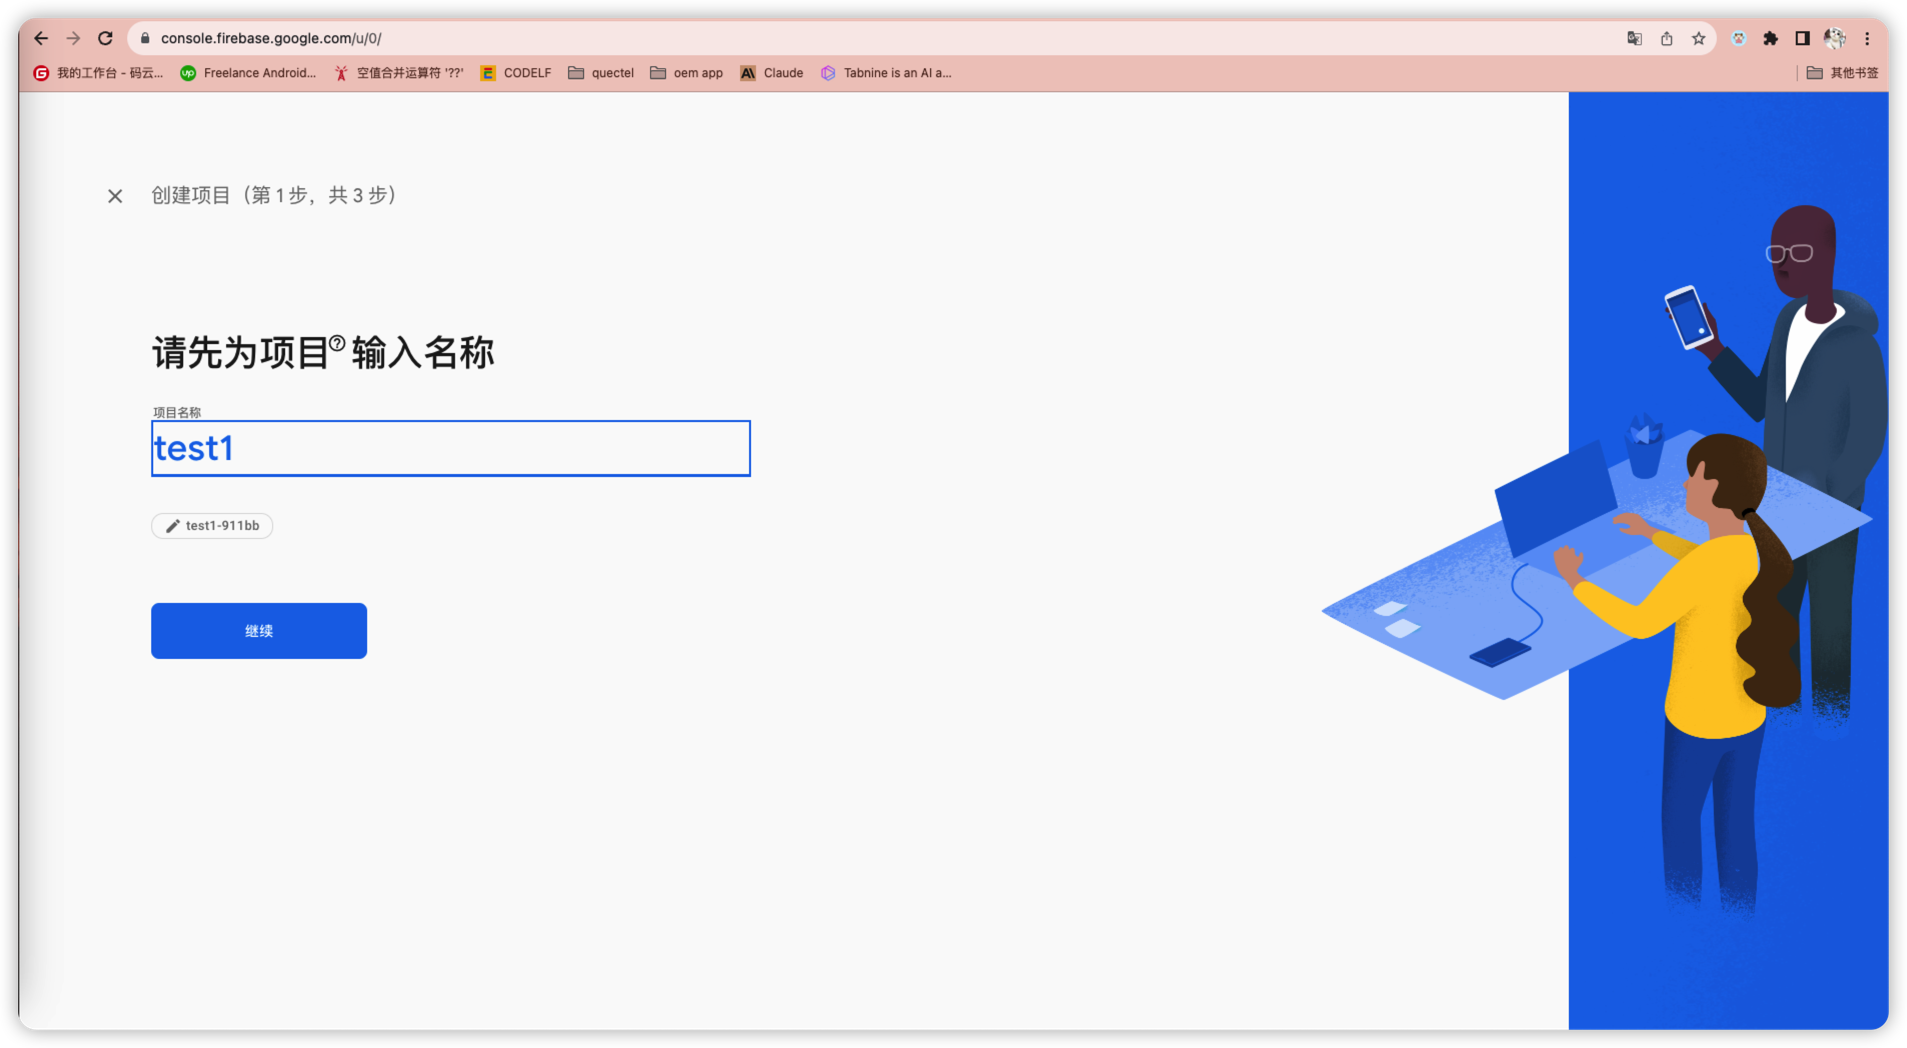 console.firebase.google.com/u/0/
我的工作台 - 码云... Freelance Android... 空值合并运算符 '??' CODELF quectel oem app Claude Tabnine is an AI a... 其他书签
创建项目（第 1 步，共 3 步）
请先为项目?输入名称
项目名称
test1
test1-911bb
继续